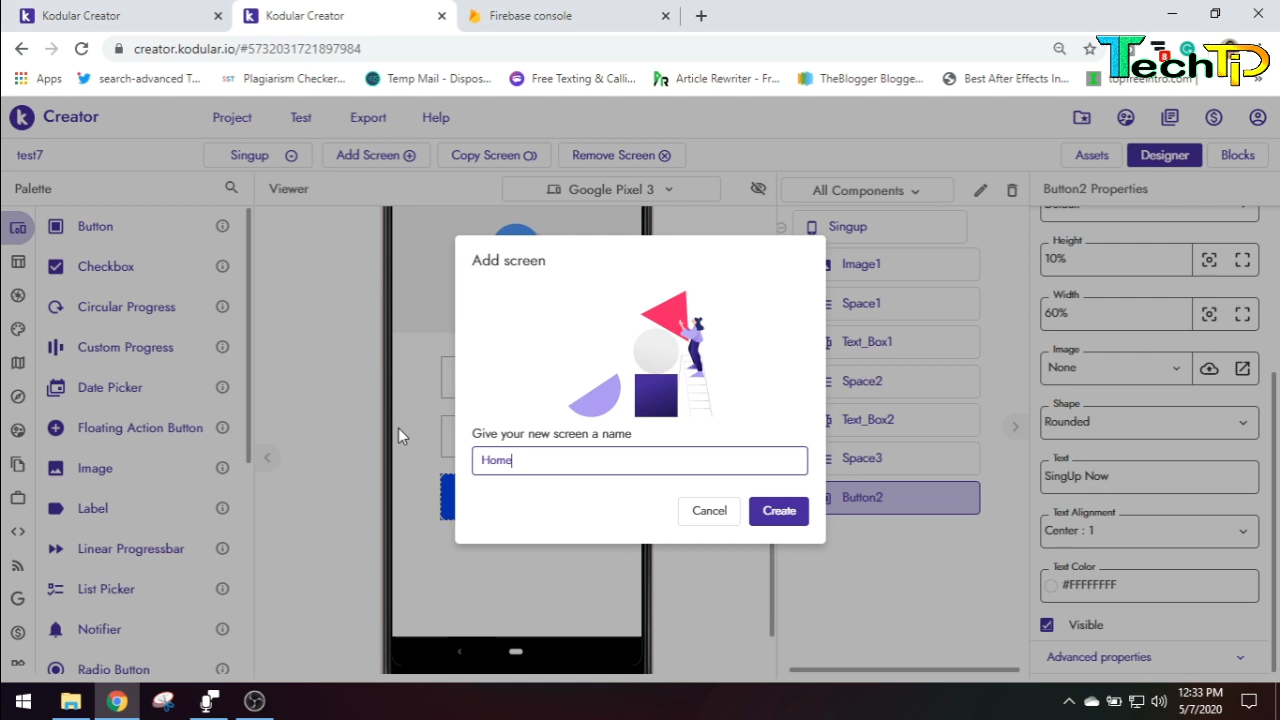 Kodular Creator
Kodular Creator
Firebase console
creator.kodular.io/#5732031721897984
TechTip
Apps
search-advanced T...
SST
Plagiarism Checker...
Temp Mail - Dispos...
Free Texting & Calli...
Article Rewriter - Fr...
TheBlogger Blogge...
Best After Effects In...
topfreeintro.com
Creator
Project
Test
Export
Help
test7
Singup
Add Screen
Copy Screen
Remove Screen
Assets
Designer
Blocks
Palette
Viewer
Google Pixel 3
All Components
Button2 Properties
Button
Checkbox
Circular Progress
Custom Progress
Date Picker
Floating Action Button
Image
Label
Linear Progressbar
List Picker
Notifier
Radio Button
Add screen
Give your new screen a name
Home
Cancel
Create
Singup
Image1
Space1
Text_Box1
Space2
Text_Box2
Space3
Button2
Default
Height
10%
Width
60%
Image
None
Shape
Rounded
Text
SingUp Now
Text Alignment
Center : 1
Text Color
#FFFFFFFF
Visible
Advanced properties
12:33 PM
5/7/2020